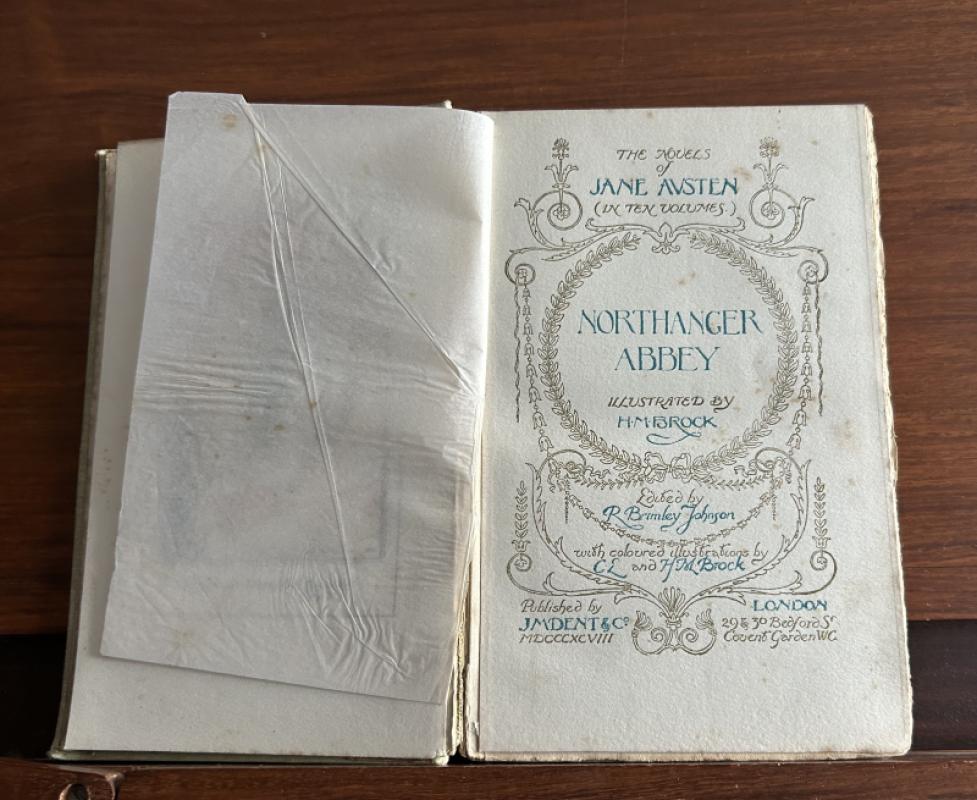 THE NOVELS
of
JANE AVSTEN
(IN TEN VOLUMES.)
NORTHANGER
ABBEY
ILLUSTRATED BY
H·M·BROCK
Edited by
R. Brimley Johnson
with coloured illustrations by
C.E. and H.M. Brock
Published by
J.M. DENT & Co
MDCCCXCVIII
LONDON
29 & 30 Bedford St
Covent Garden W.C.